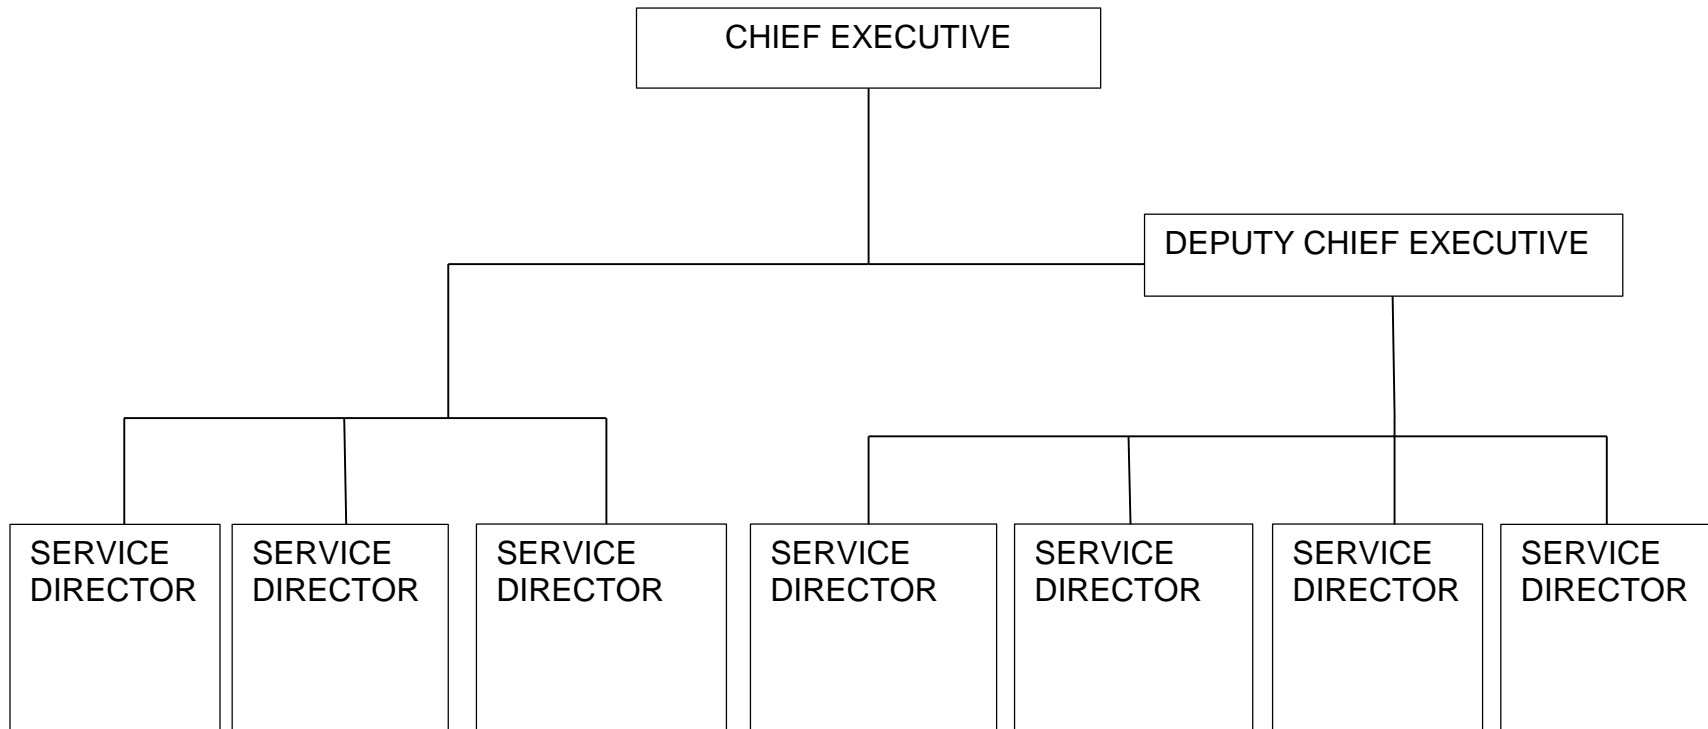 CHIEF EXECUTIVE
DEPUTY CHIEF EXECUTIVE
SERVICE
DIRECTOR
SERVICE
DIRECTOR
SERVICE
DIRECTOR
SERVICE
DIRECTOR
SERVICE
DIRECTOR
SERVICE
DIRECTOR
SERVICE
DIRECTOR